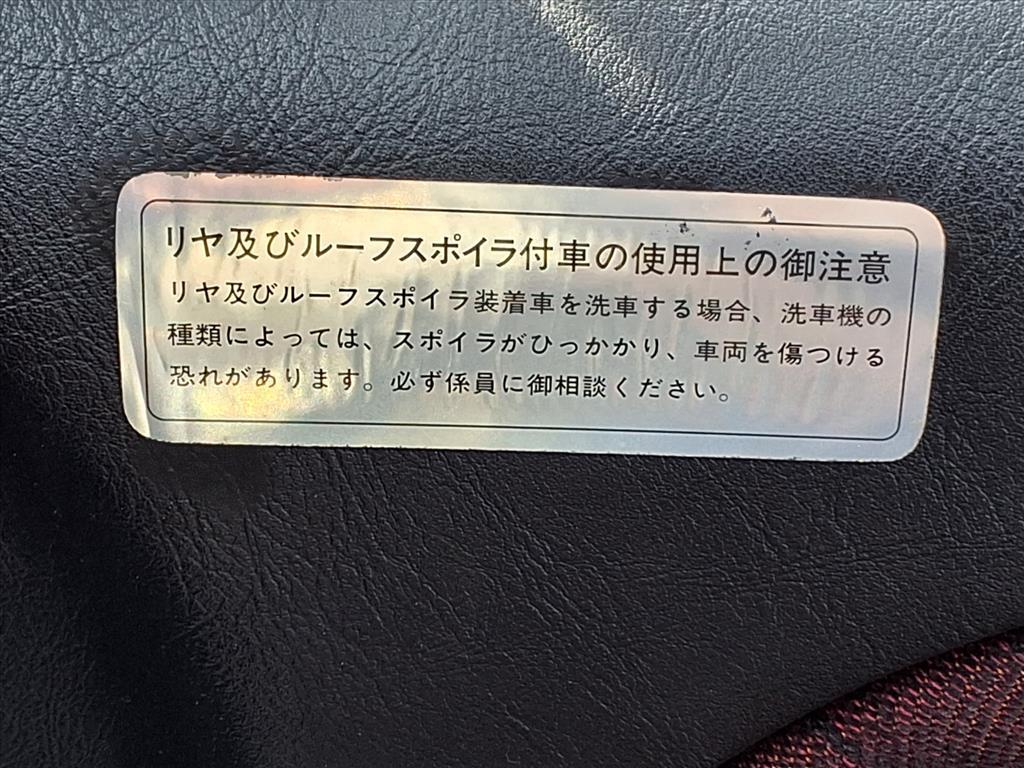 リヤ及びルーフスポイラ付車の使用上の御注意
リヤ及びルーフスポイラ装着車を洗車する場合、洗車機の
種類によっては、スポイラがひっかかり、車両を傷つける
恐れがあります。必ず係員に御相談ください。